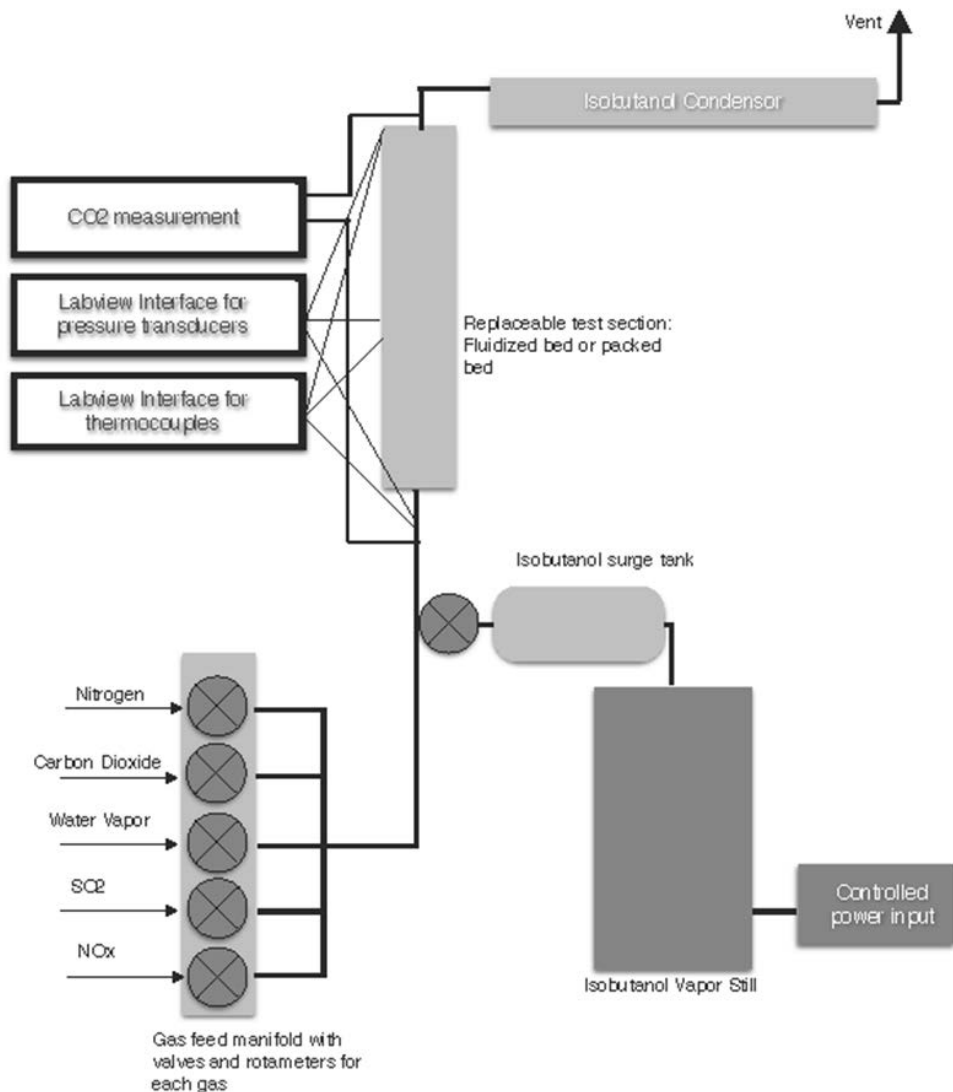 Vent
Isobutanol Condensor
CO2 measurement
Labview Interface for
pressure transducers
Labview Interface for
thermocouples
Replaceable test section:
Fluidized bed or packed
bed
Isobutanol surge tank
Nitrogen
Carbon Dioxide
Water Vapor
SO2
NOx
Controlled
power input
Isobutanol Vapor Still
Gas feed manifold with
valves and rotameters for
each gas